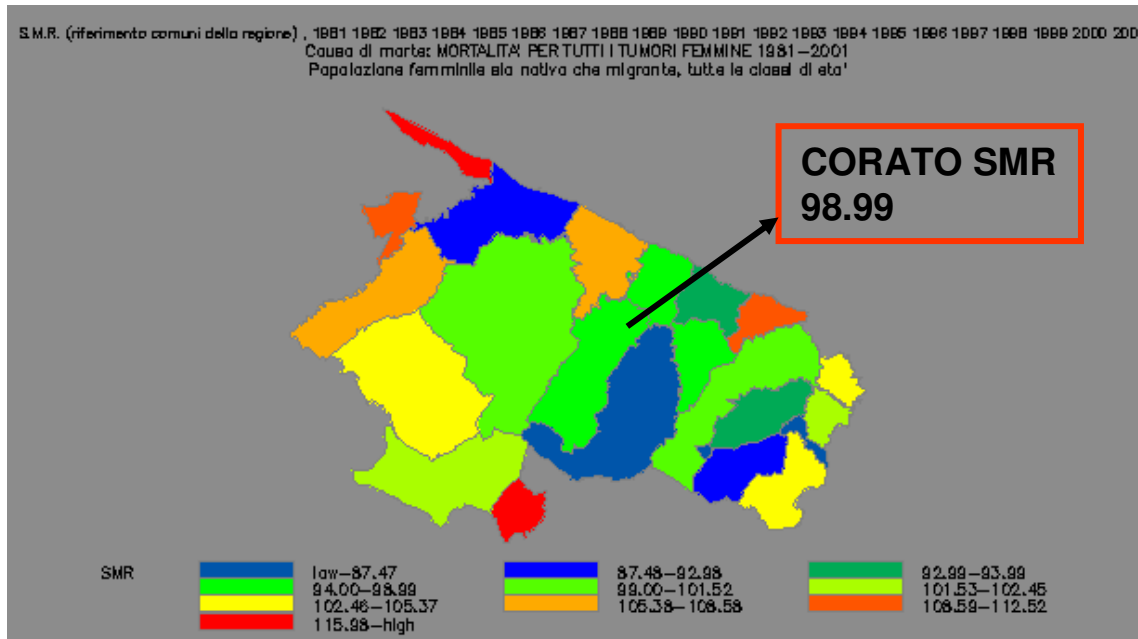 S.M.R. (riferimento comuni della regione) , 1981 1982 1983 1984 1985 1986 1987 1988 1989 1990 1991 1992 1993 1994 1995 1996 1997 1998 1999 2000 200
Causa di morte: MORTALITA' PER TUTTI I TUMORI FEMMINE 1981-2001
Popolazione femminile sia nativa che migrante, tutte le classi di eta'
CORATO SMR
98.99
SMR
low-87.47
87.48-92.98
92.99-93.99
94.00-98.99
99.00-101.52
101.53-102.45
102.46-105.37
105.38-108.58
108.59-112.52
115.98-high